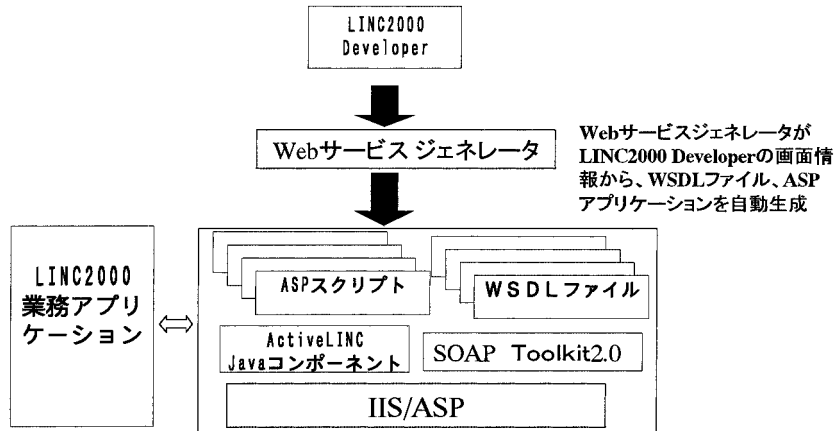 LINC2000
Developer
Webサービス ジェネレータ
Webサービスジェネレータが
LINC2000 Developerの画面情
報から、WSDLファイル、ASP
アプリケーションを自動生成
LINC2000
業務アプリ
ケーション
ASPスクリプト
WSDLファイル
ActiveLINC
Javaコンポーネント
SOAP Toolkit2.0
IIS/ASP